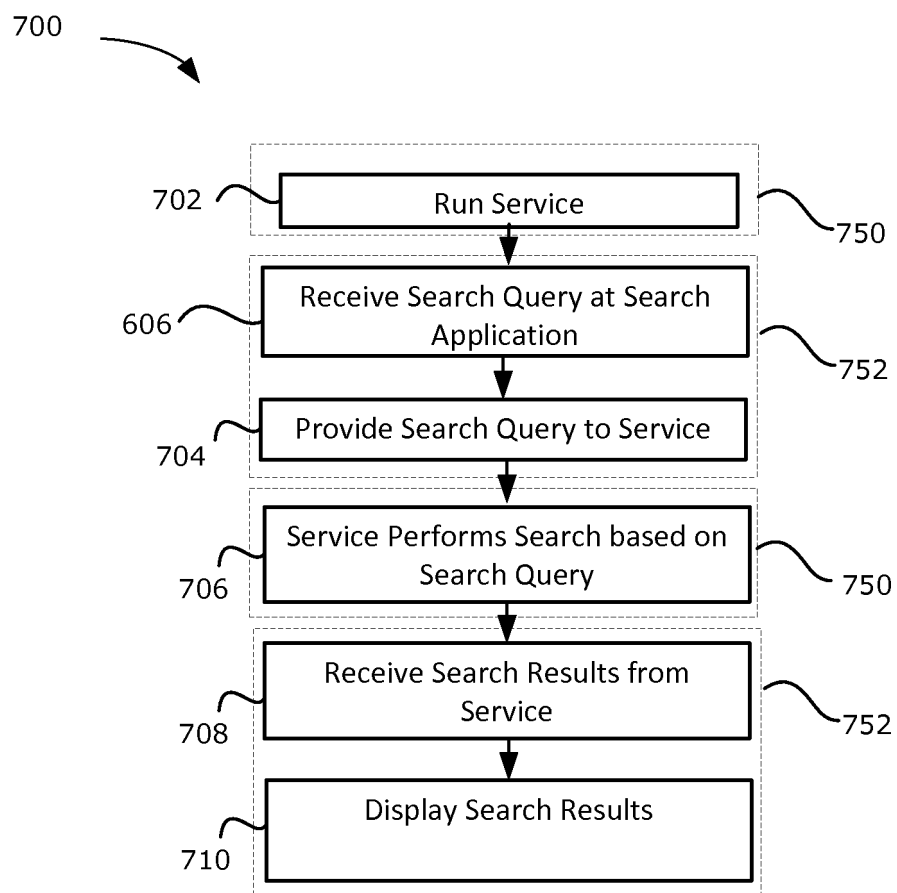 700
702
Run Service
750
606
Receive Search Query at Search
Application
752
704
Provide Search Query to Service
706
Service Performs Search based on
Search Query
750
708
Receive Search Results from
Service
752
710
Display Search Results